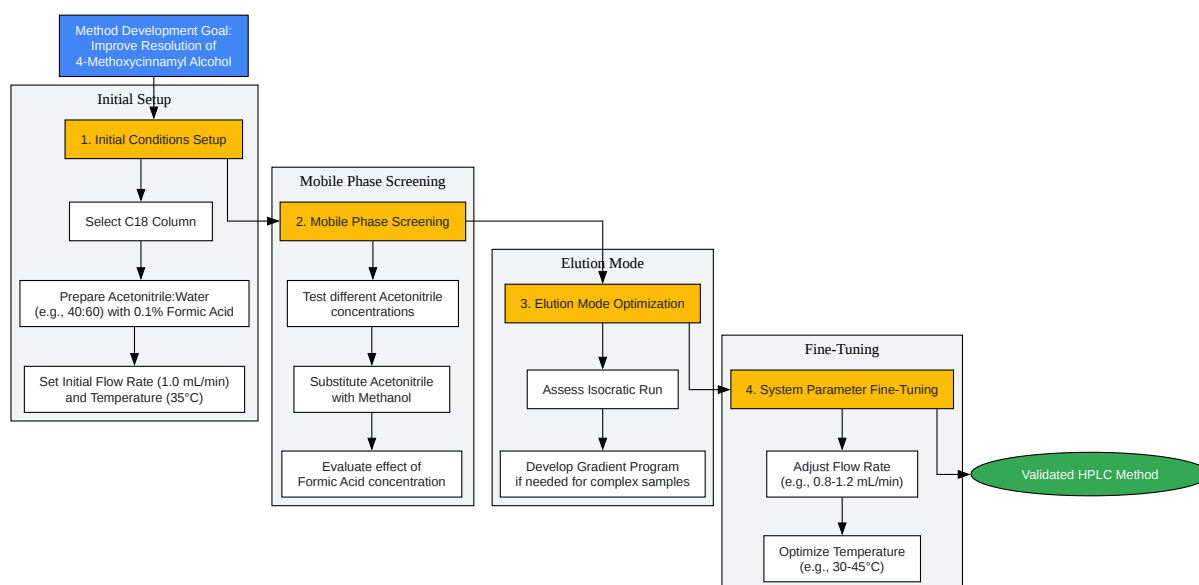 Method Development Goal:
Improve Resolution of
4-Methoxycinnamyl Alcohol
Initial Setup
1. Initial Conditions Setup
Select C18 Column
Prepare Acetonitrile:Water
(e.g., 40:60) with 0.1% Formic Acid
Set Initial Flow Rate (1.0 mL/min)
and Temperature (35°C)
Mobile Phase Screening
2. Mobile Phase Screening
Test different Acetonitrile
concentrations
Substitute Acetonitrile
with Methanol
Evaluate effect of
Formic Acid concentration
Elution Mode
3. Elution Mode Optimization
Assess Isocratic Run
Develop Gradient Program
if needed for complex samples
Fine-Tuning
4. System Parameter Fine-Tuning
Adjust Flow Rate
(e.g., 0.8-1.2 mL/min)
Optimize Temperature
(e.g., 30-45°C)
Validated HPLC Method